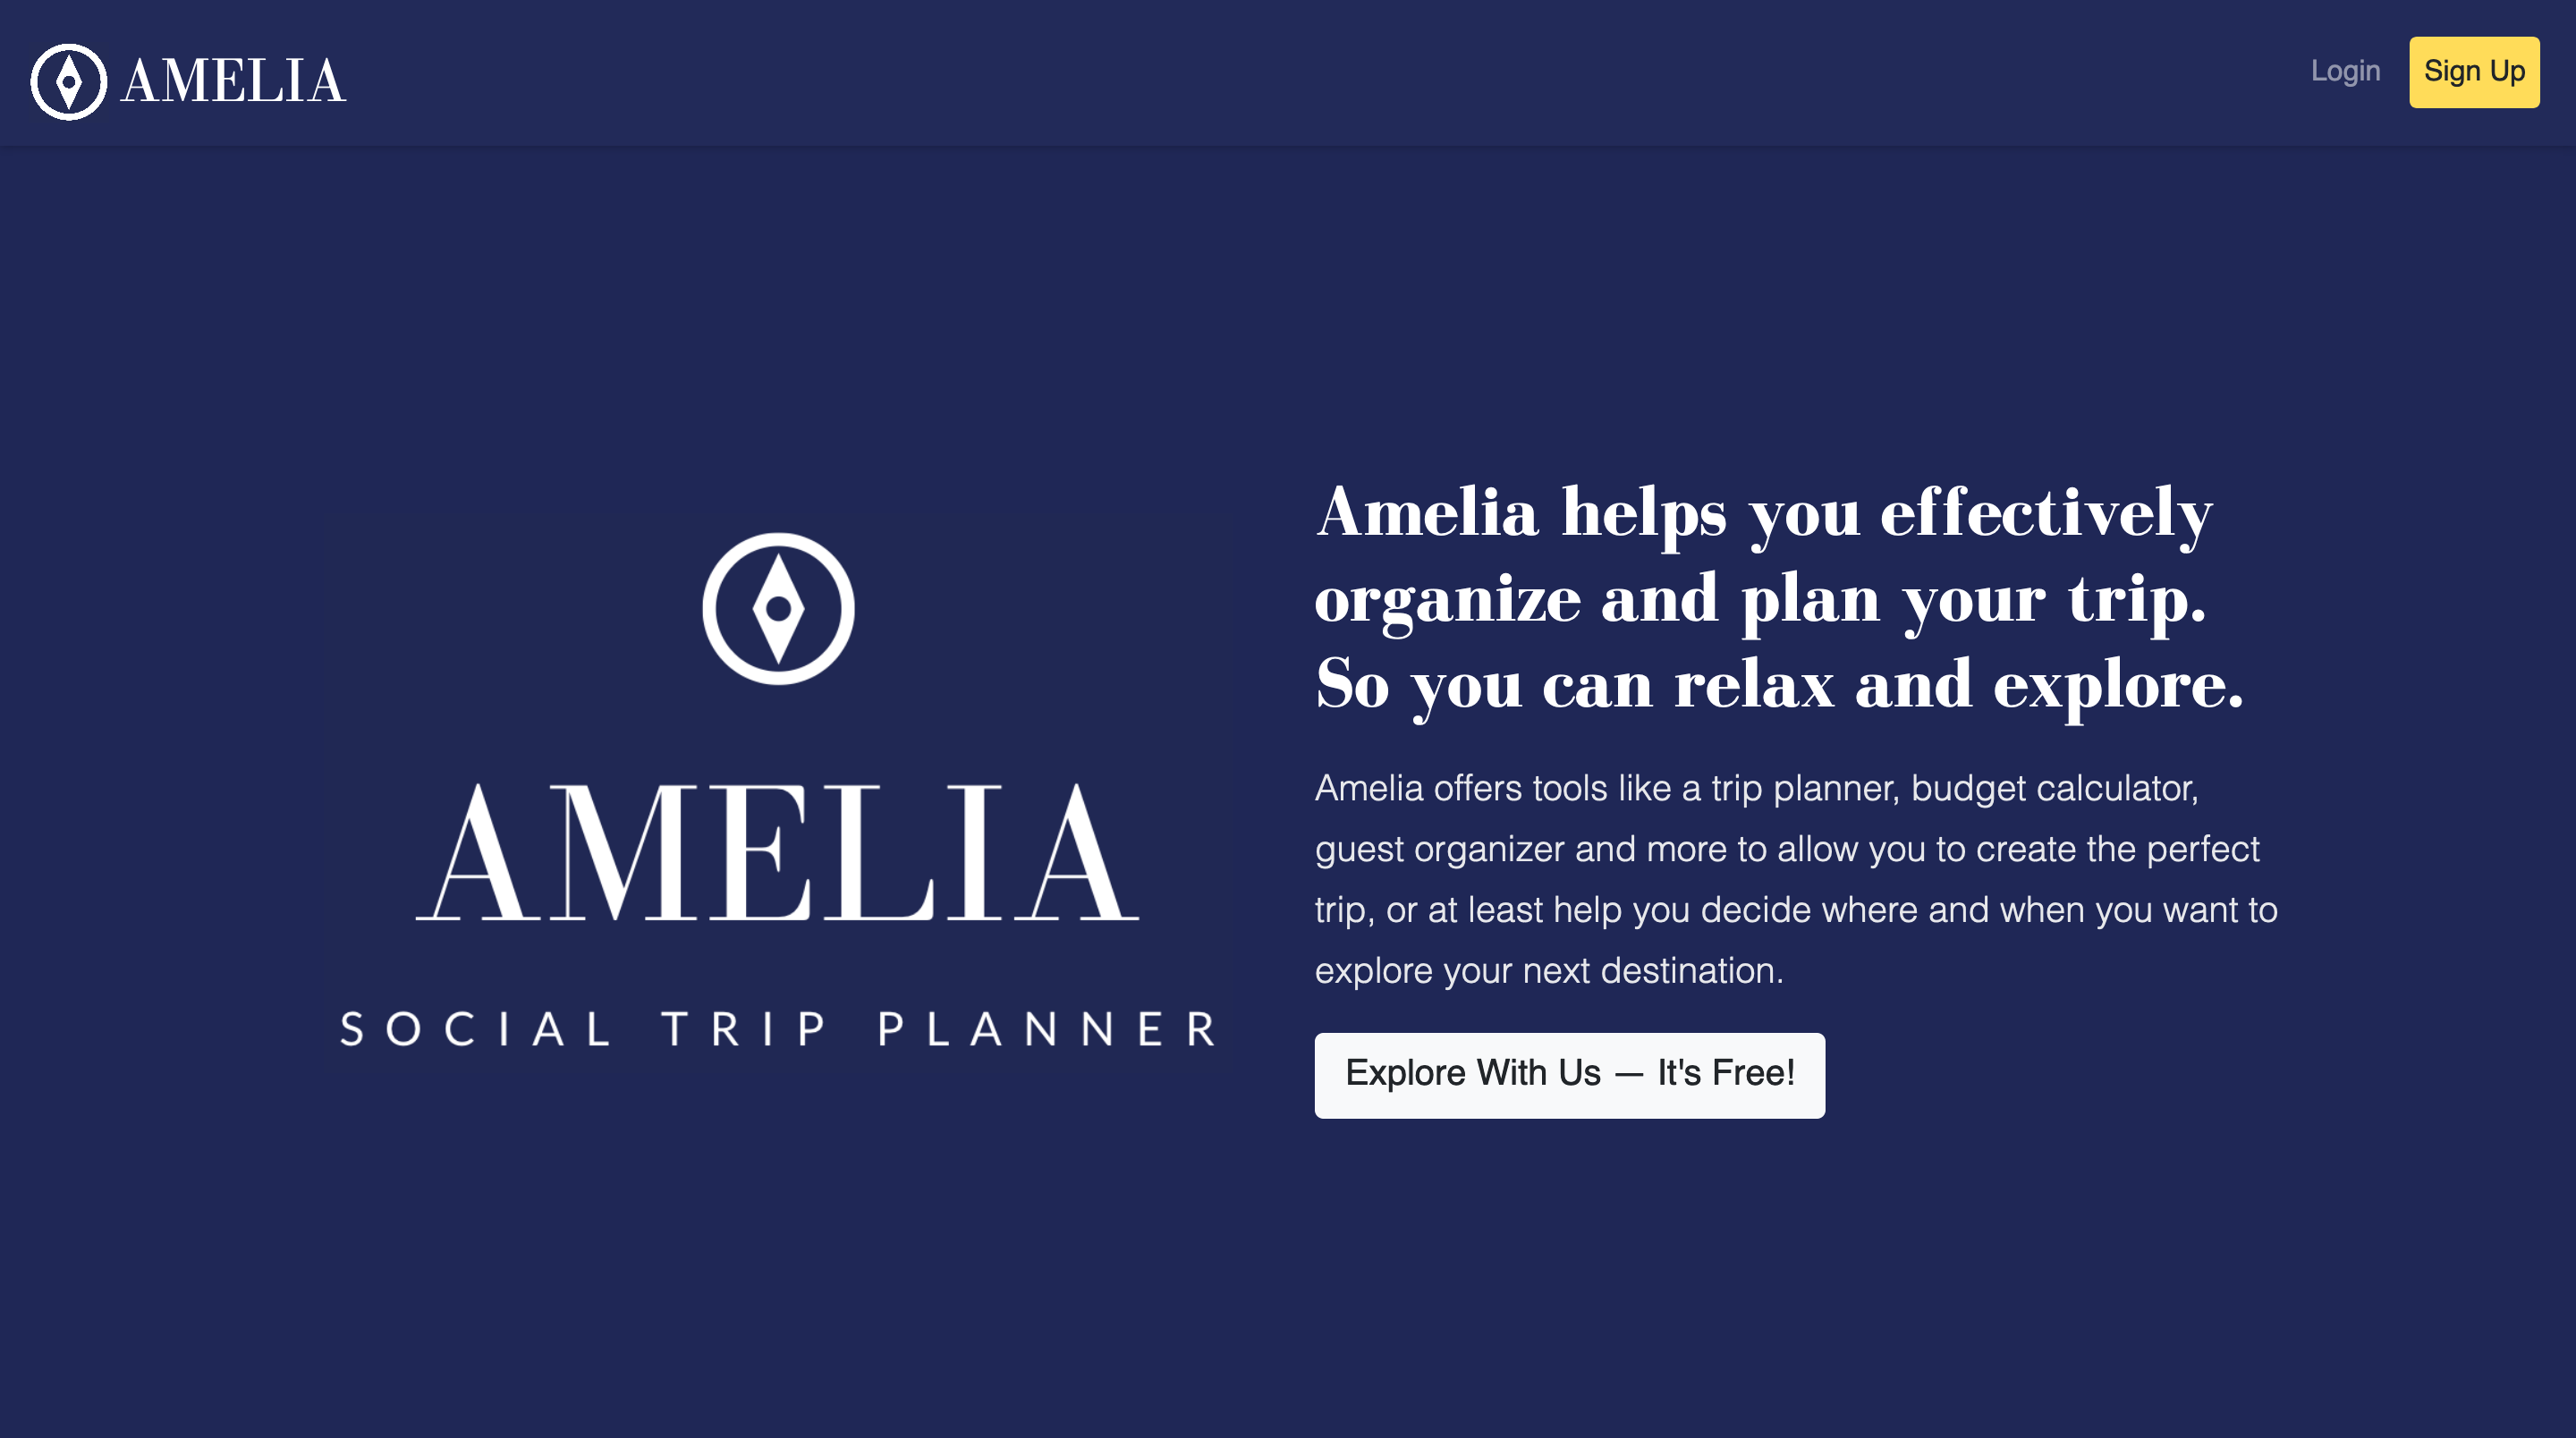 AMELIA
Login
Sign Up
AMELIA
SOCIAL TRIP PLANNER
Amelia helps you effectively
organize and plan your trip.
So you can relax and explore.
Amelia offers tools like a trip planner, budget calculator,
guest organizer and more to allow you to create the perfect
trip, or at least help you decide where and when you want to
explore your next destination.
Explore With Us — It's Free!